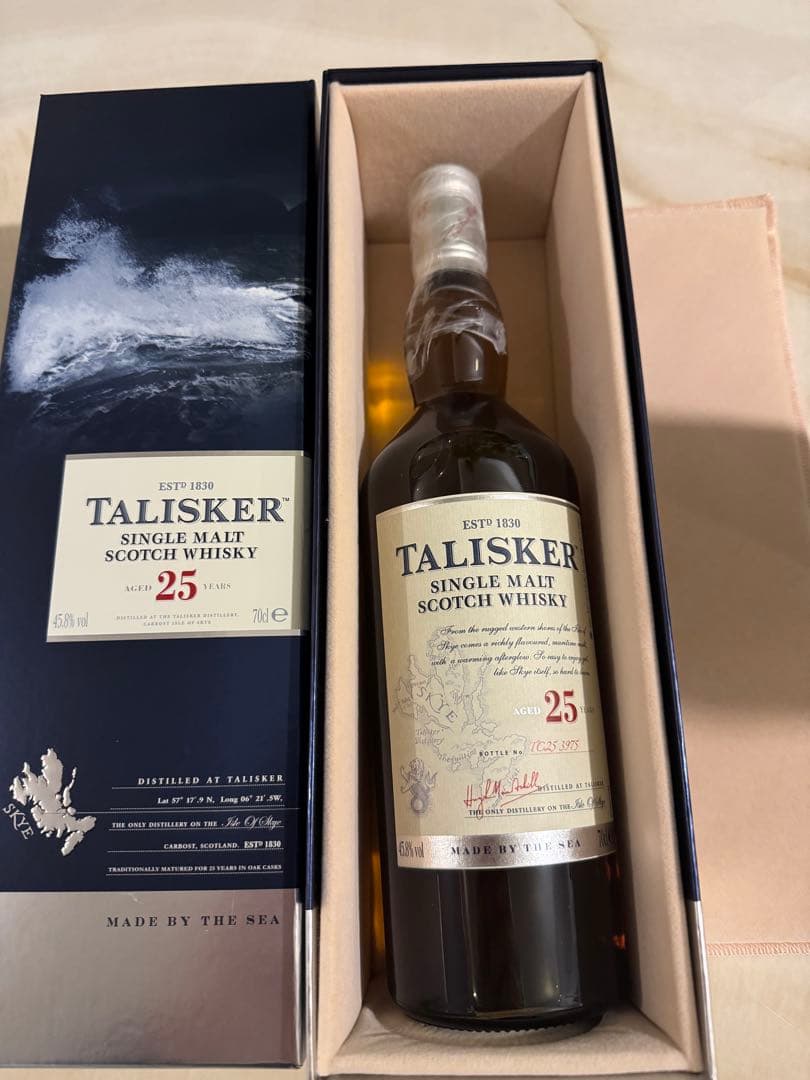 ESTD 1830
TALISKER™
SINGLE MALT
SCOTCH WHISKY
AGED 25 YEARS
45.8% vol
DISTILLED AT THE TALISKER DISTILLERY,
CARBOST ISLE OF SKYE
70cl e
SKYE
DISTILLED AT TALISKER
Lat 57° 17'.9 N, Long 06° 21'.5W,
THE ONLY DISTILLERY ON THE Isle Of Skye
CARBOST, SCOTLAND. ESTD 1830
TRADITIONALLY MATURED FOR 25 YEARS IN OAK CASKS
MADE BY THE SEA
ESTD 1830
TALISKER
SINGLE MALT
SCOTCH WHISKY
From the rugged western shores of the Isle of
Skye comes a richly flavoured, maritime malt,
with a warming afterglow. So easy to enjoy
like Skye itself, so hard to
SKYE
Talisker
Distillery
AGED 25 YEARS
BOTTLE No. TC25 3975
DISTILLED AT TALISKER
THE ONLY DISTILLERY ON THE Isle Of Skye
45.8% vol
MADE BY THE SEA
70cl